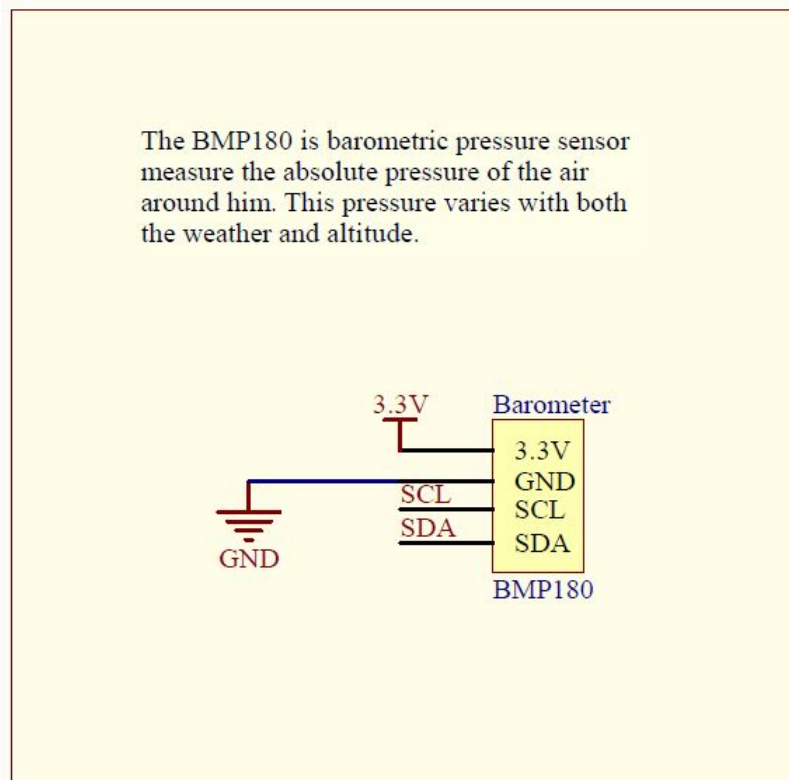 The BMP180 is barometric pressure sensor
measure the absolute pressure of the air
around him. This pressure varies with both
the weather and altitude.
3.3V
Barometer
3.3V
GND
SCL
SCL
SDA
SDA
GND
BMP180